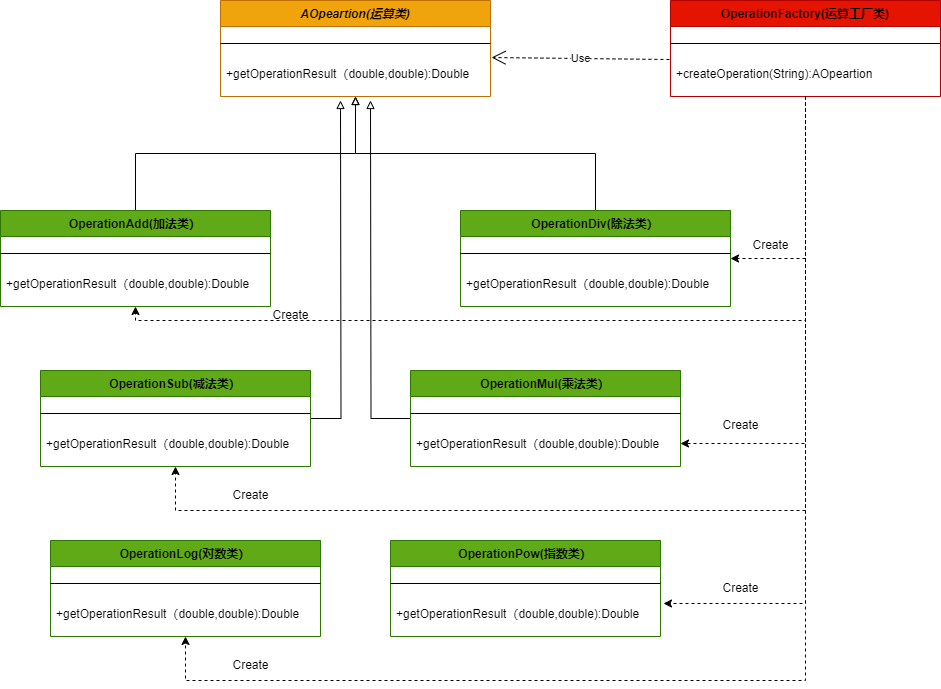 AOpeartion(运算类)
+getOperationResult（double,double):Double
OperationFactory(运算工厂类)
+createOperation(String):AOpeartion
Use
OperationAdd(加法类)
+getOperationResult（double,double):Double
OperationDiv(除法类)
+getOperationResult（double,double):Double
Create
Create
OperationSub(减法类)
+getOperationResult（double,double):Double
OperationMul(乘法类)
+getOperationResult（double,double):Double
Create
Create
OperationLog(对数类)
+getOperationResult（double,double):Double
OperationPow(指数类)
+getOperationResult（double,double):Double
Create
Create